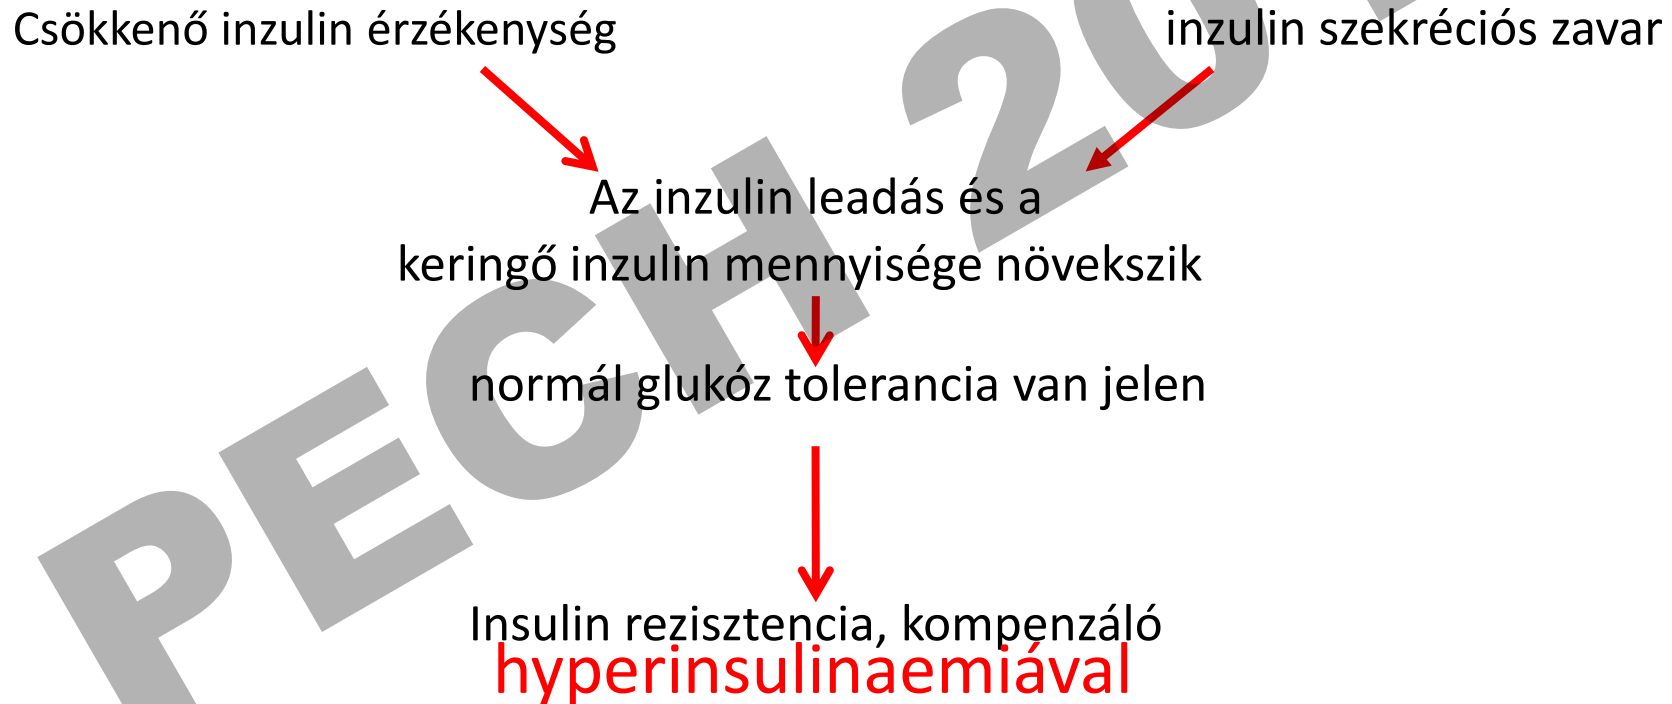 Csökkenő inzulin érzékenység
inzulin szekréciós zavar
Az inzulin leadás és a
keringő inzulin mennyisége növekszik
normál glukóz tolerancia van jelen
Insulin rezisztencia, kompenzáló
hyperinsulinaemiával
PECH 20